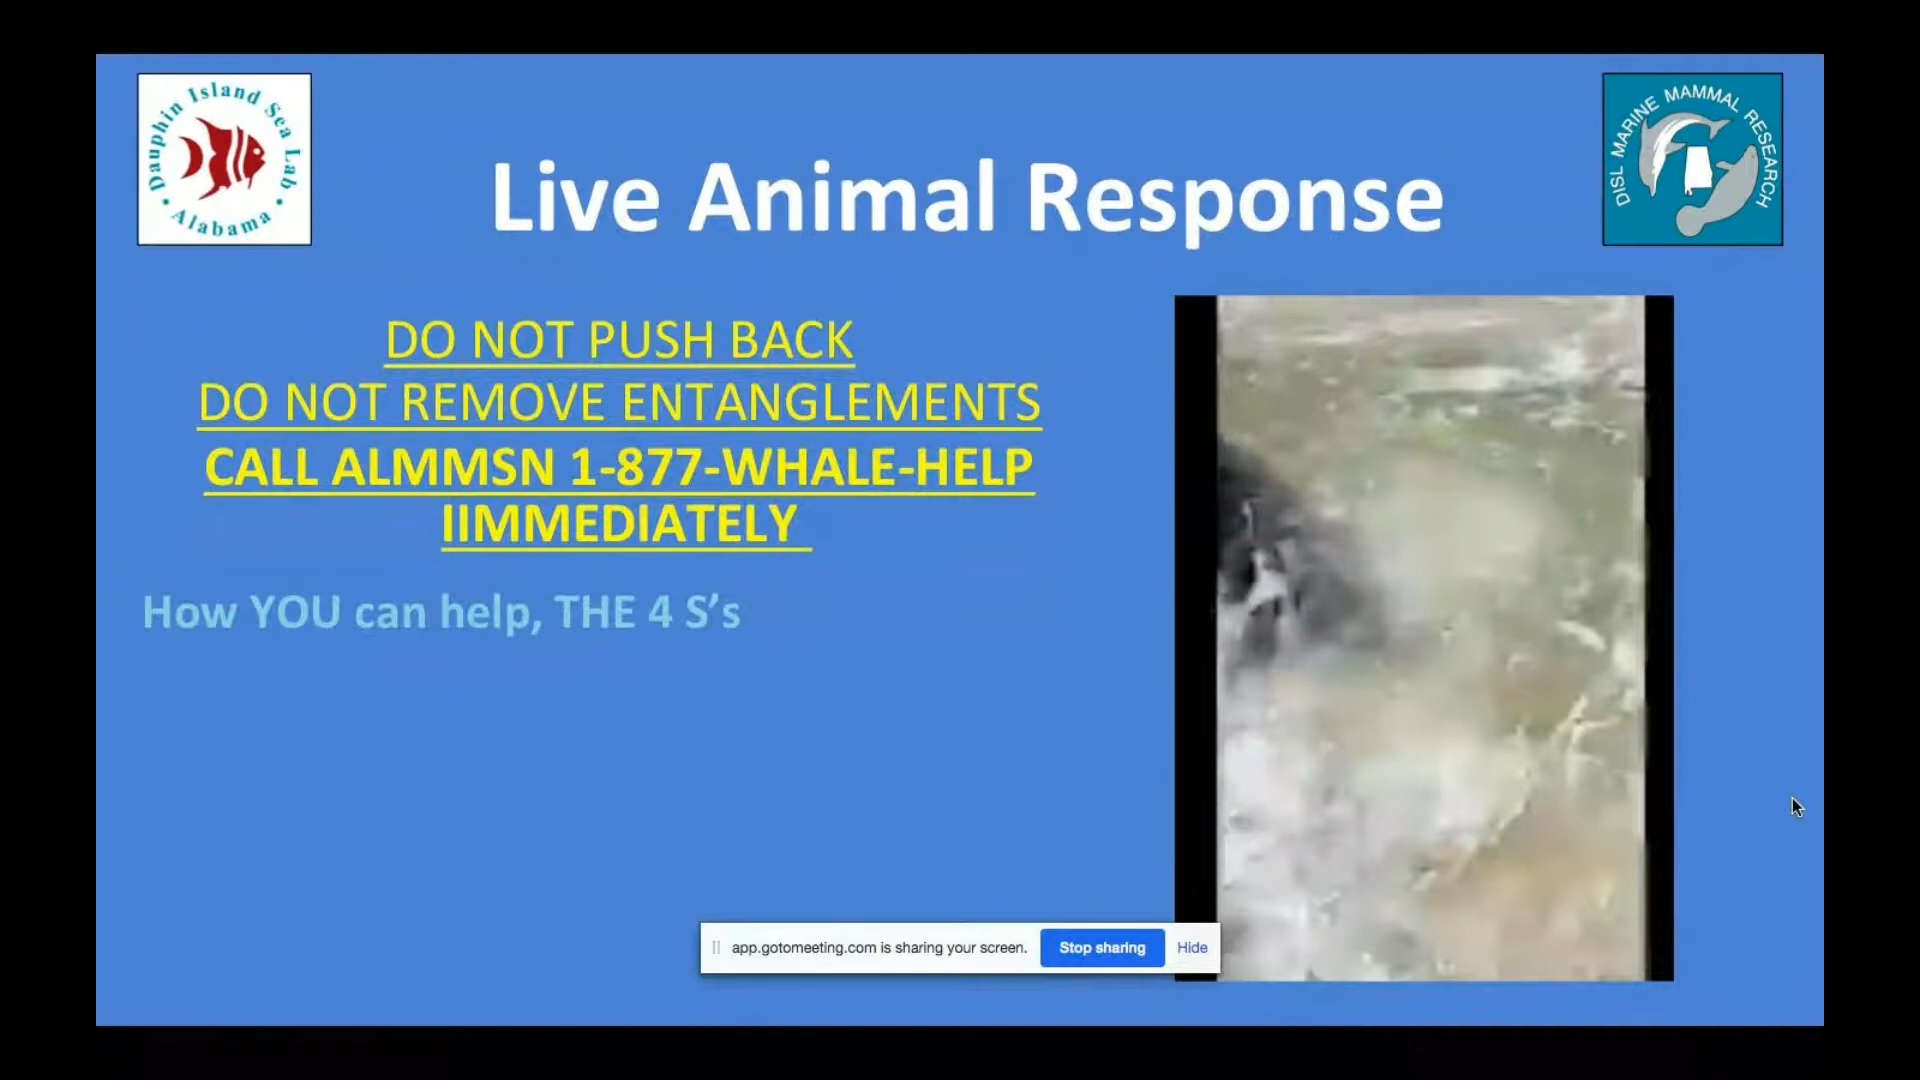 Dauphin Island Sea Lab
• Alabama •
DISL MARINE MAMMAL RESEARCH
Live Animal Response
DO NOT PUSH BACK
DO NOT REMOVE ENTANGLEMENTS
CALL ALMMSN 1-877-WHALE-HELP
IIMMEDIATELY
How YOU can help, THE 4 S’s
app.gotomeeting.com is sharing your screen.
Stop sharing
Hide